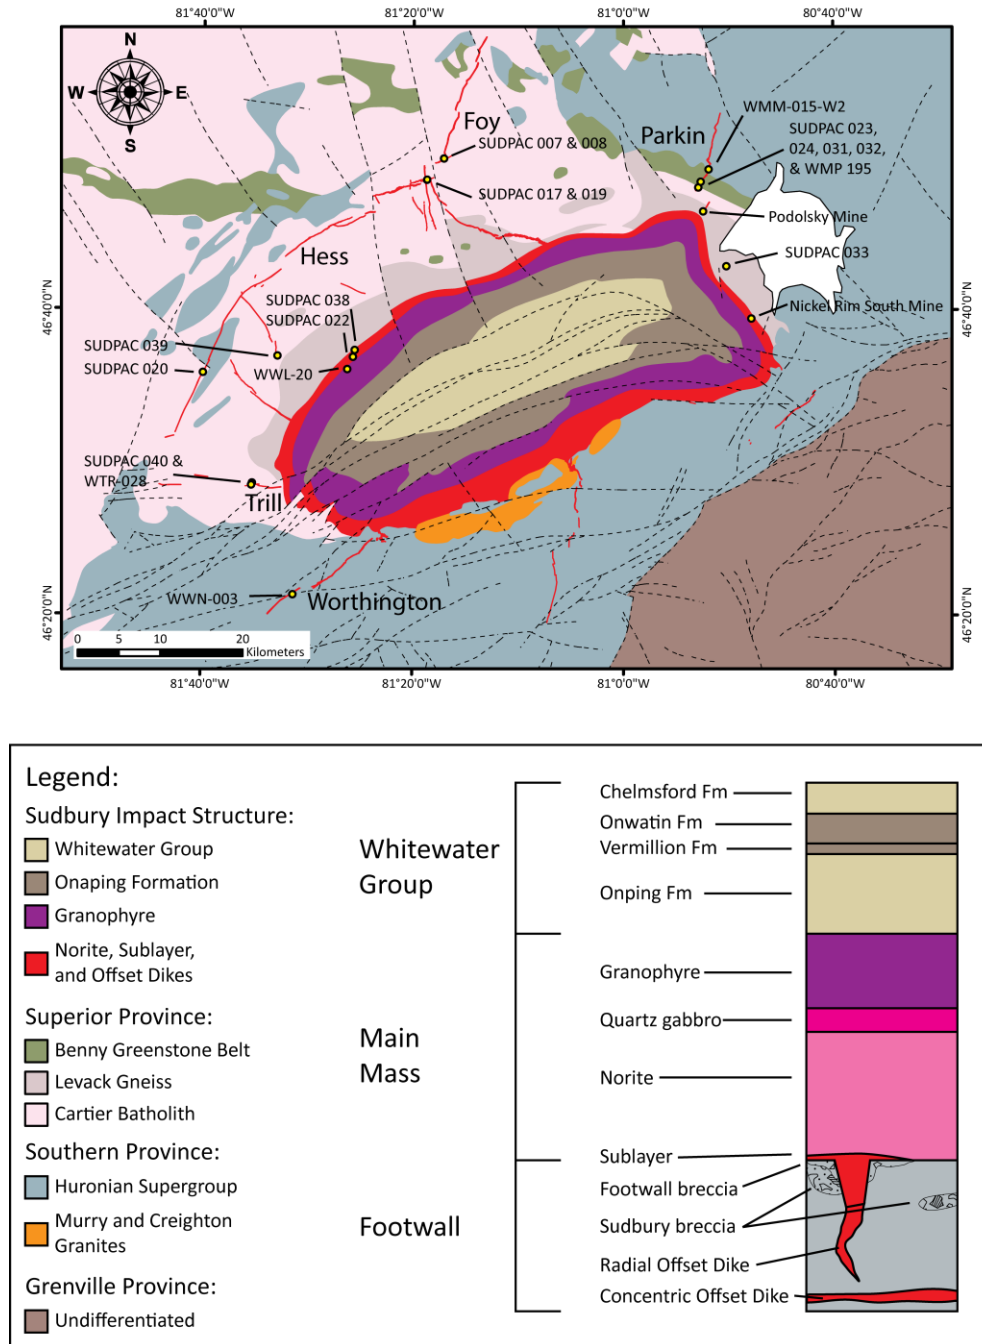 81°40'0"W
81°20'0"W
81°0'0"W
80°40'0"W
N
W
E
S
Foy
SUDPAC 007 & 008
SUDPAC 017 & 019
Parkin
WMM-015-W2
SUDPAC 023,
024, 031, 032,
& WMP 195
Podolsky Mine
SUDPAC 033
Nickel Rim South Mine
Hess
SUDPAC 038
SUDPAC 022
WWL-20
SUDPAC 039
SUDPAC 020
46°40'0"N
46°40'0"N
SUDPAC 040 &
WTR-028
Trill
WWN-003
Worthington
46°20'0"N
46°20'0"N
0 5 10 20
Kilometers
81°40'0"W
81°20'0"W
81°0'0"W
80°40'0"W
Legend:
Sudbury Impact Structure:
Whitewater Group
Onaping Formation
Granophyre
Norite, Sublayer,
and Offset Dikes
Superior Province:
Benny Greenstone Belt
Levack Gneiss
Cartier Batholith
Southern Province:
Huronian Supergroup
Murry and Creighton
Granites
Grenville Province:
Undifferentiated
Whitewater
Group
Main
Mass
Footwall
Chelmsford Fm
Onwatin Fm
Vermillion Fm
Onping Fm
Granophyre
Quartz gabbro
Norite
Sublayer
Footwall breccia
Sudbury breccia
Radial Offset Dike
Concentric Offset Dike